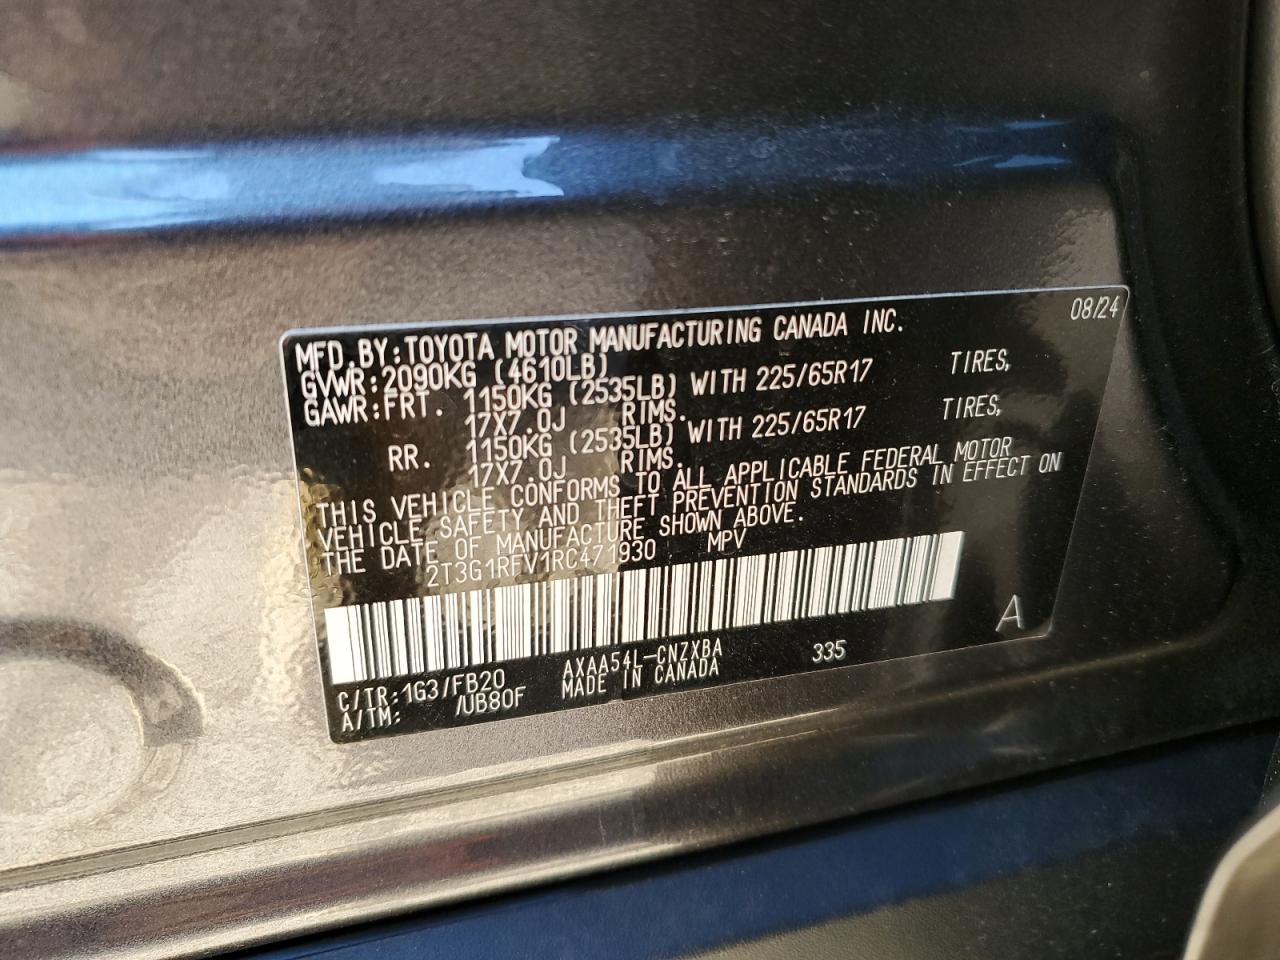 08/24
MFD.BY:TOYOTA MOTOR MANUFACTURING CANADA INC.
GVWR:2090KG (4610LB)
GAWR:FRT. 1150KG (2535LB) WITH 225/65R17 TIRES,
17X7.0J RIMS.
RR. 1150KG (2535LB) WITH 225/65R17 TIRES,
17X7.0J RIMS.
THIS VEHICLE CONFORMS TO ALL APPLICABLE FEDERAL MOTOR
VEHICLE SAFETY AND THEFT PREVENTION STANDARDS IN EFFECT ON
THE DATE OF MANUFACTURE SHOWN ABOVE.
2T3G1RFV1RC471930 MPV
A
C/TR:1G3/FB20 AXAA54L-CNZXBA 335
A/TM: /UB80F MADE IN CANADA